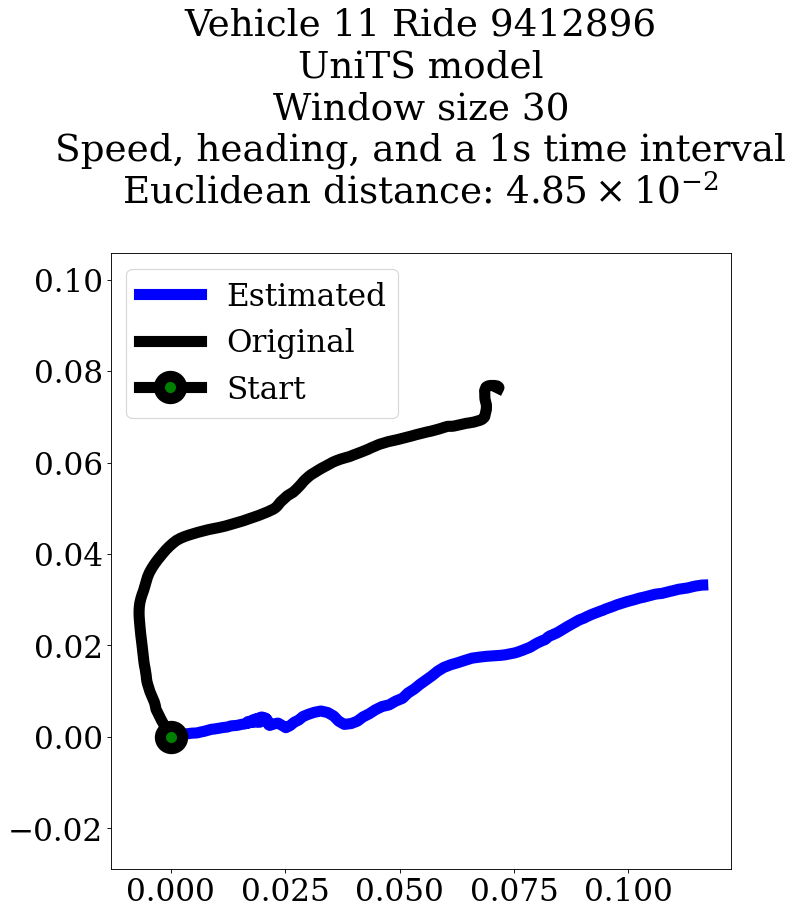 Vehicle 11 Ride 9412896
UniTS model
Window size 30
Speed, heading, and a 1s time interval
Euclidean distance: 4.85 × 10⁻²
0.10
0.08
0.06
0.04
0.02
0.00
−0.02
Estimated
Original
Start
0.000 0.025 0.050 0.075 0.100